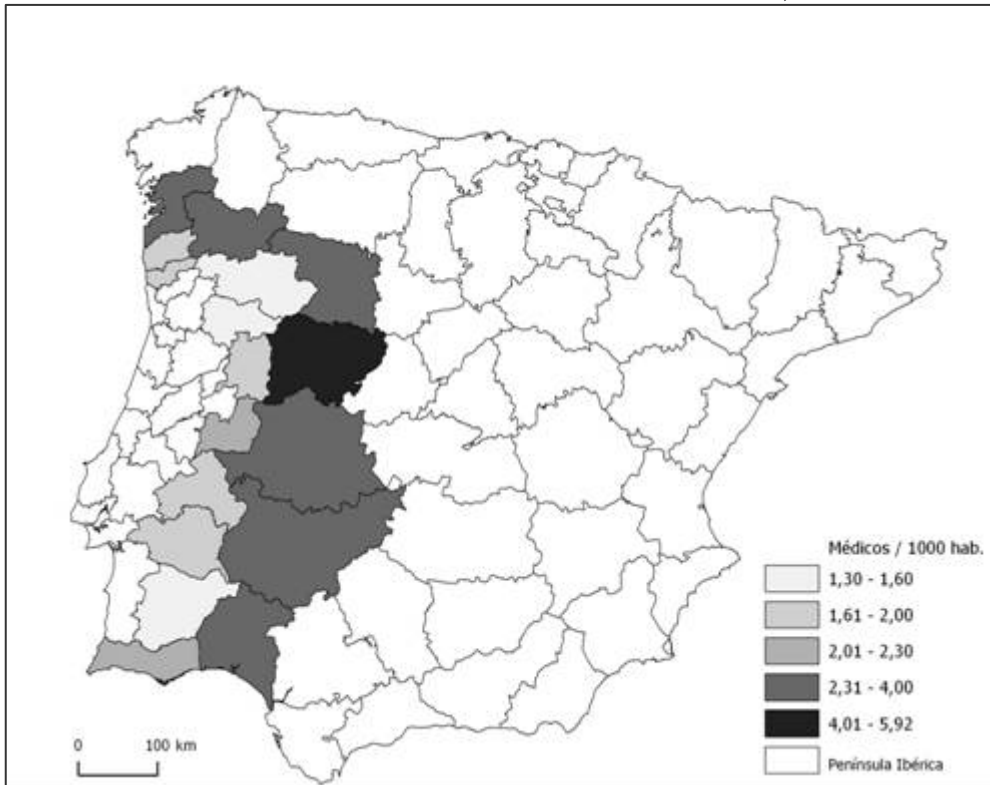 Médicos / 1000 hab.
1,30 - 1,60
1,61 - 2,00
2,01 - 2,30
2,31 - 4,00
4,01 - 5,92
Península Ibérica
0 100 km